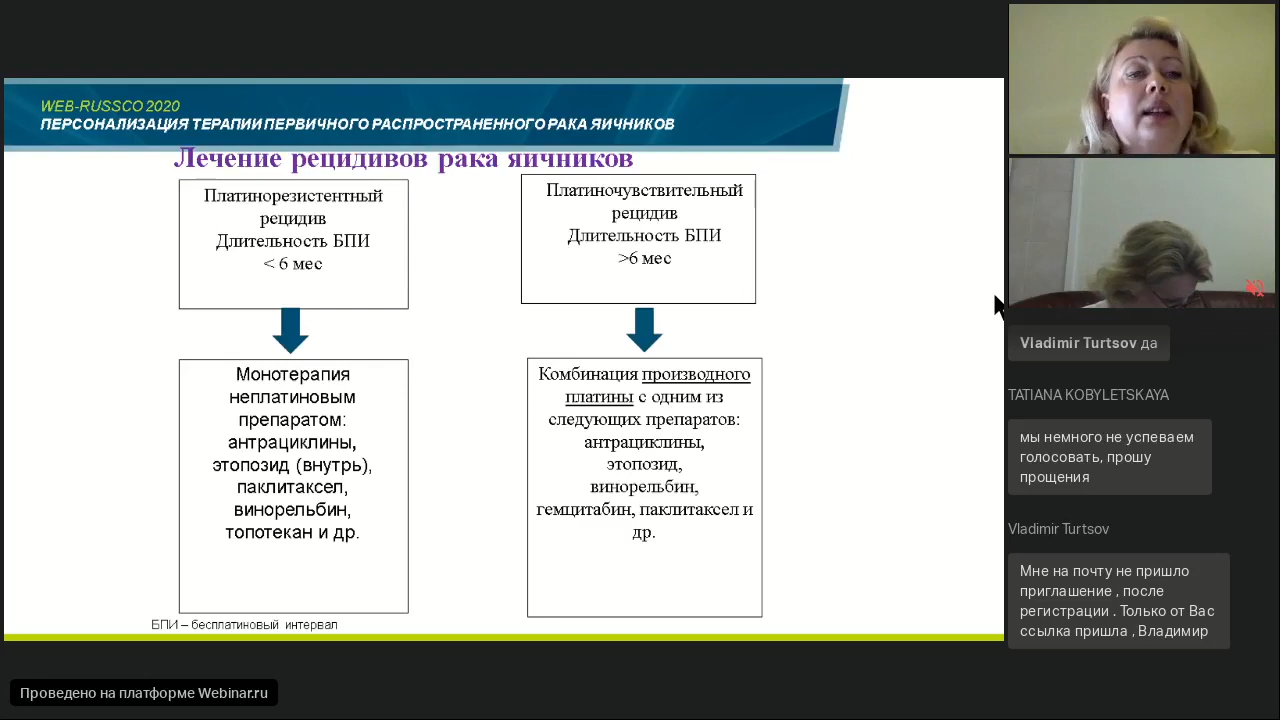 WEB-RUSSCO 2020
ПЕРСОНАЛИЗАЦИЯ ТЕРАПИИ ПЕРВИЧНОГО РАСПРОСТРАНЕННОГО РАКА ЯИЧНИКОВ
Лечение рецидивов рака яичников
Платинорезистентный
рецидив
Длительность БПИ
< 6 мес
Платиночувствительный
рецидив
Длительность БПИ
>6 мес
Монотерапия
неплатиновым
препаратом:
антрациклины,
этопозид (внутрь),
паклитаксел,
винорельбин,
топотекан и др.
Комбинация производного
платины с одним из
следующих препаратов:
антрациклины,
этопозид,
винорельбин,
гемцитабин, паклитаксел и
др.
БПИ – бесплатиновый интервал
Vladimir Turtsov да
TATIANA KOBYLETSKAYA
мы немного не успеваем
голосовать, прошу
прощения
Vladimir Turtsov
Мне на почту не пришло
приглашение , после
регистрации . Только от Вас
ссылка пришла , Владимир
Проведено на платформе Webinar.ru